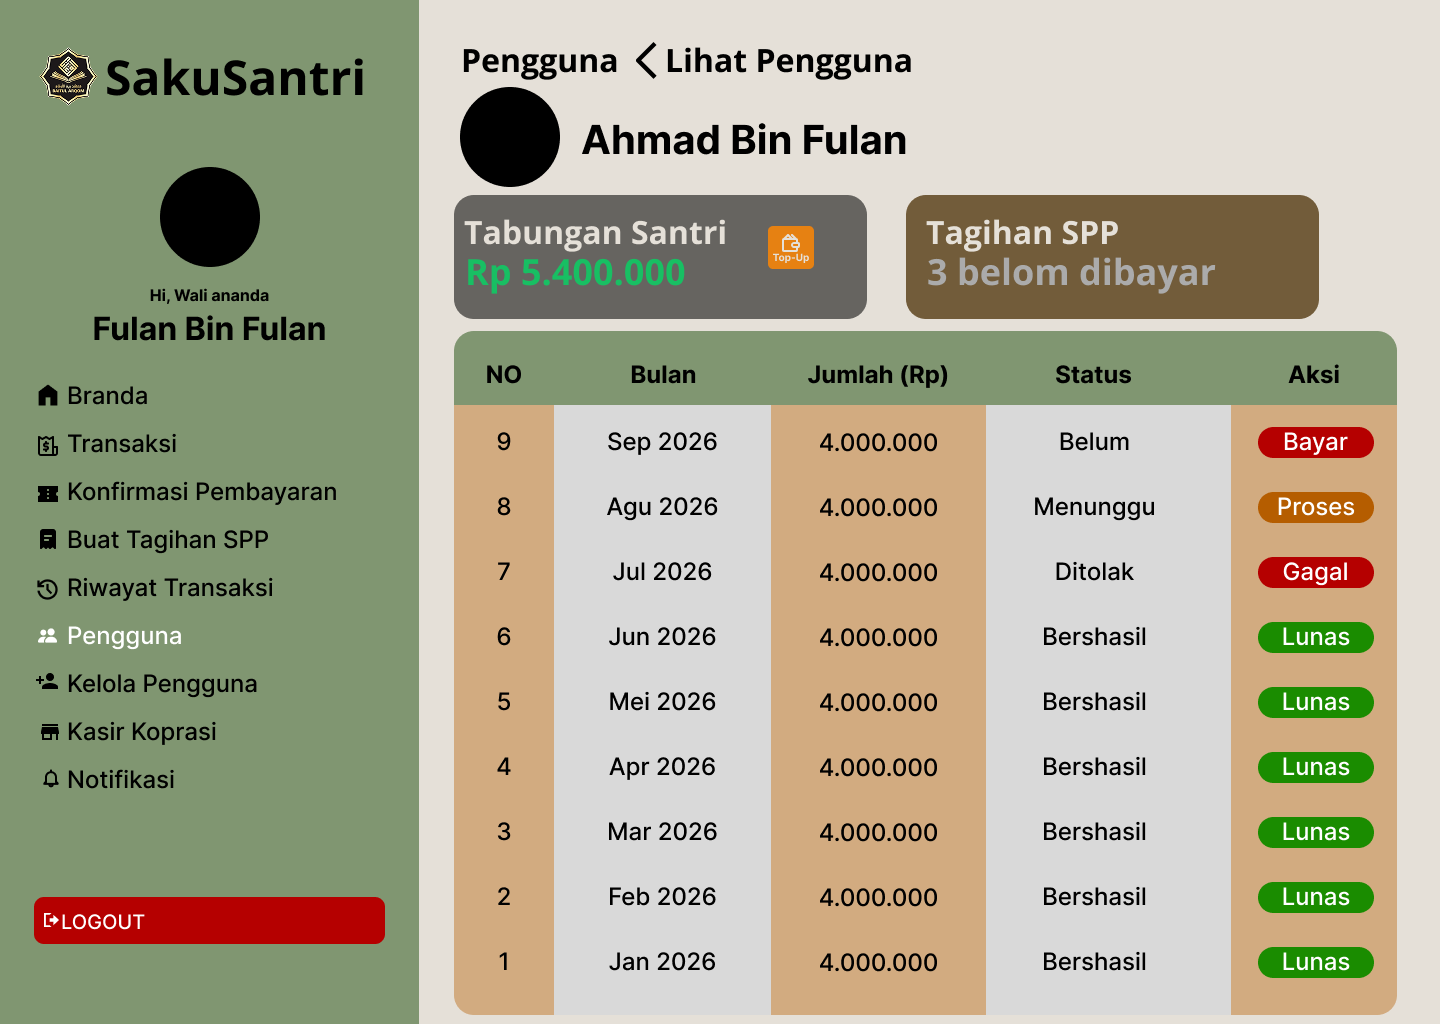 SakuSantri
BAITUL ARQOM
Hi, Wali ananda
Fulan Bin Fulan
Branda
Transaksi
Konfirmasi Pembayaran
Buat Tagihan SPP
Riwayat Transaksi
Pengguna
Kelola Pengguna
Kasir Koprasi
Notifikasi
LOGOUT
Pengguna < Lihat Pengguna
Ahmad Bin Fulan
Tabungan Santri
Rp 5.400.000
Top-Up
Tagihan SPP
3 belom dibayar
NO Bulan Jumlah (Rp) Status Aksi
9 Sep 2026 4.000.000 Belum Bayar
8 Agu 2026 4.000.000 Menunggu Proses
7 Jul 2026 4.000.000 Ditolak Gagal
6 Jun 2026 4.000.000 Bershasil Lunas
5 Mei 2026 4.000.000 Bershasil Lunas
4 Apr 2026 4.000.000 Bershasil Lunas
3 Mar 2026 4.000.000 Bershasil Lunas
2 Feb 2026 4.000.000 Bershasil Lunas
1 Jan 2026 4.000.000 Bershasil Lunas